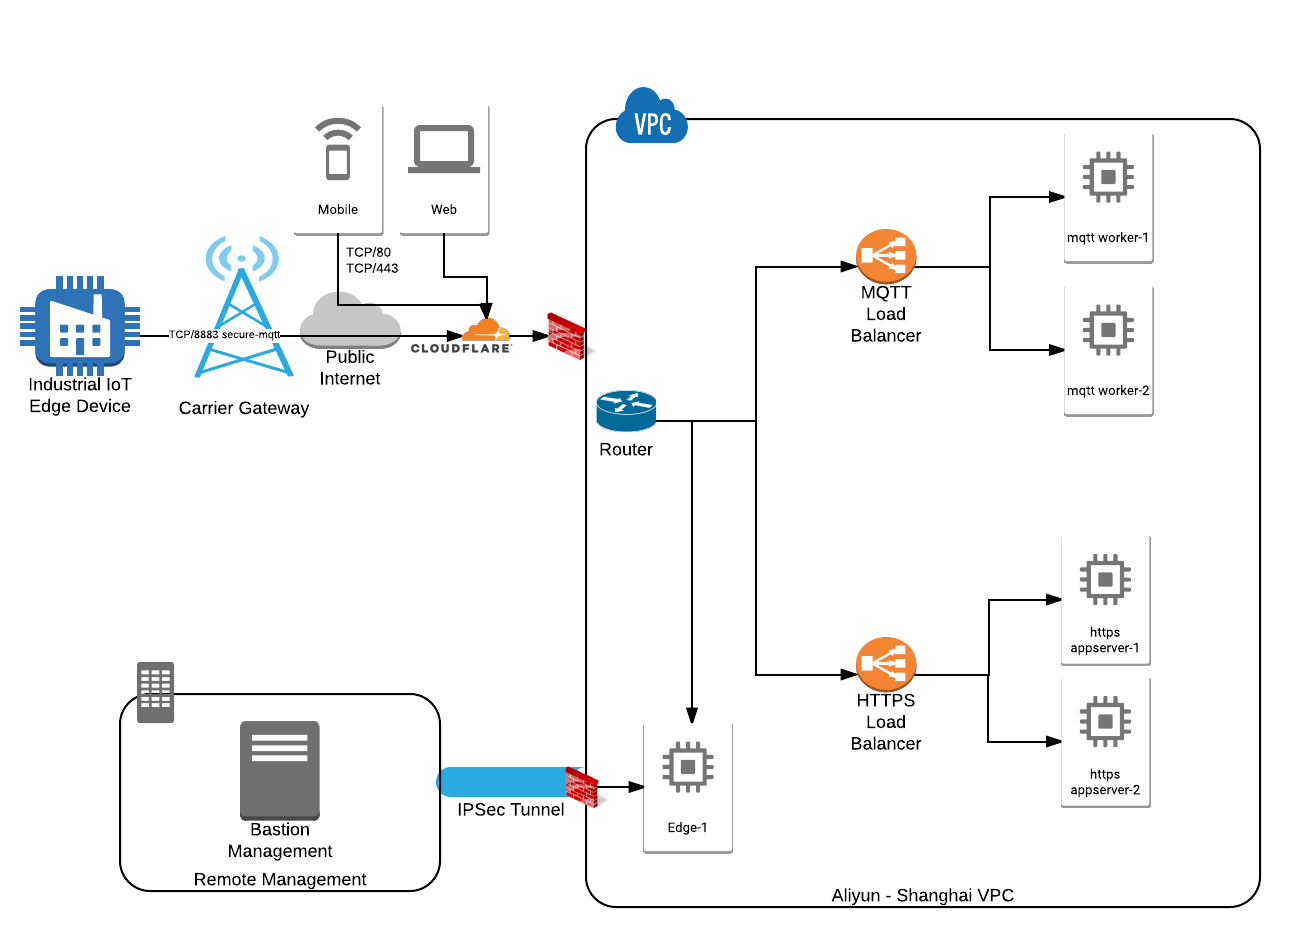 VPC
Mobile
Web
TCP/80
TCP/443
mqtt worker-1
MQTT
Load
Balancer
TCP/8883 secure-mqtt
CLOUDFLARE
Public
Internet
Industrial IoT
Edge Device
Carrier Gateway
mqtt worker-2
Router
https
appserver-1
HTTPS
Load
Balancer
https
appserver-2
IPSec Tunnel
Edge-1
Bastion
Management
Remote Management
Aliyun - Shanghai VPC